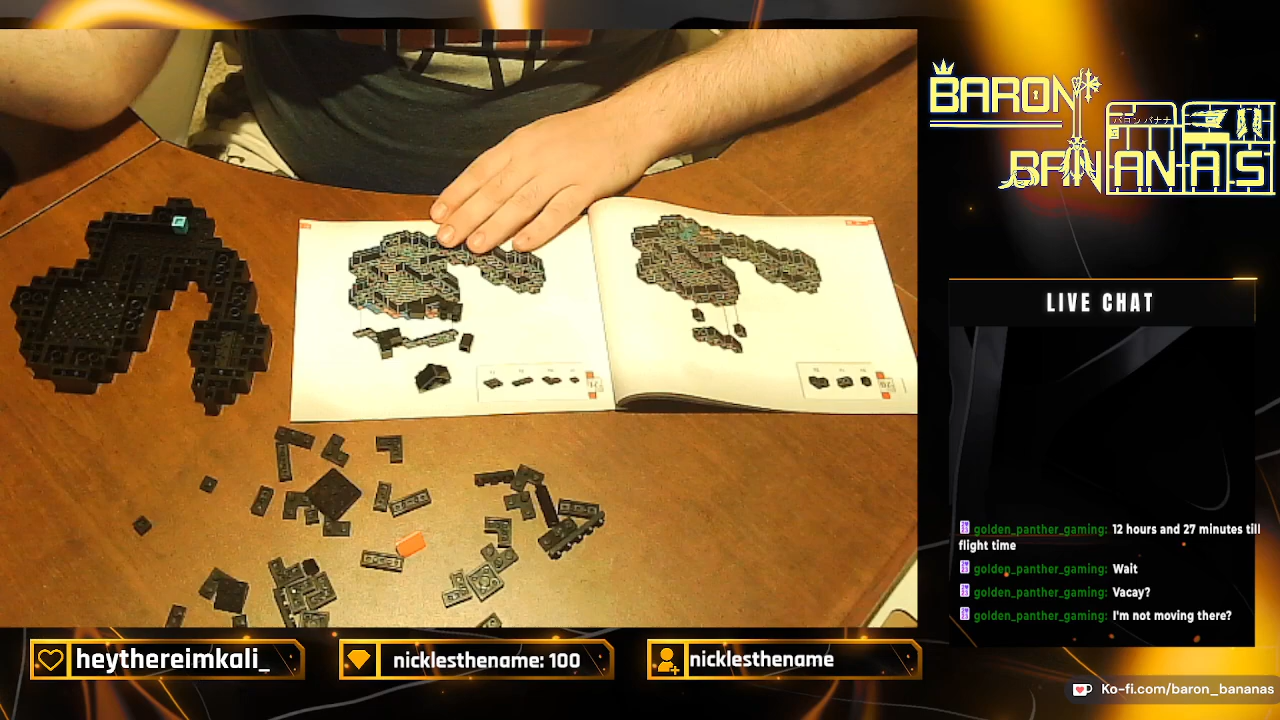 BARON
バロンバナナ
BANANAS
LIVE CHAT
golden_panther_gaming: 12 hours and 27 minutes till
flight time
golden_panther_gaming: Wait
golden_panther_gaming: Vacay?
golden_panther_gaming: I'm not moving there?
heythereimkali_
nicklesthename: 100
nicklesthename
Ko-fi.com/baron_bananas